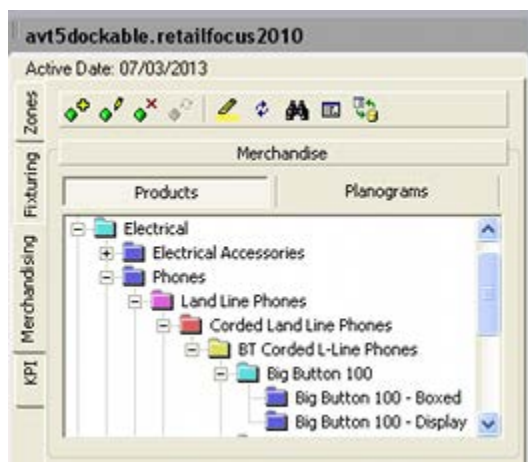 avt5dockable.retailfocus2010
Active Date: 07/03/2013
Zones
Fixturing
Merchandising
KPI
Merchandise
Products
Planograms
Electrical
Electrical Accessories
Phones
Land Line Phones
Corded Land Line Phones
BT Corded L-Line Phones
Big Button 100
Big Button 100 - Boxed
Big Button 100 - Display